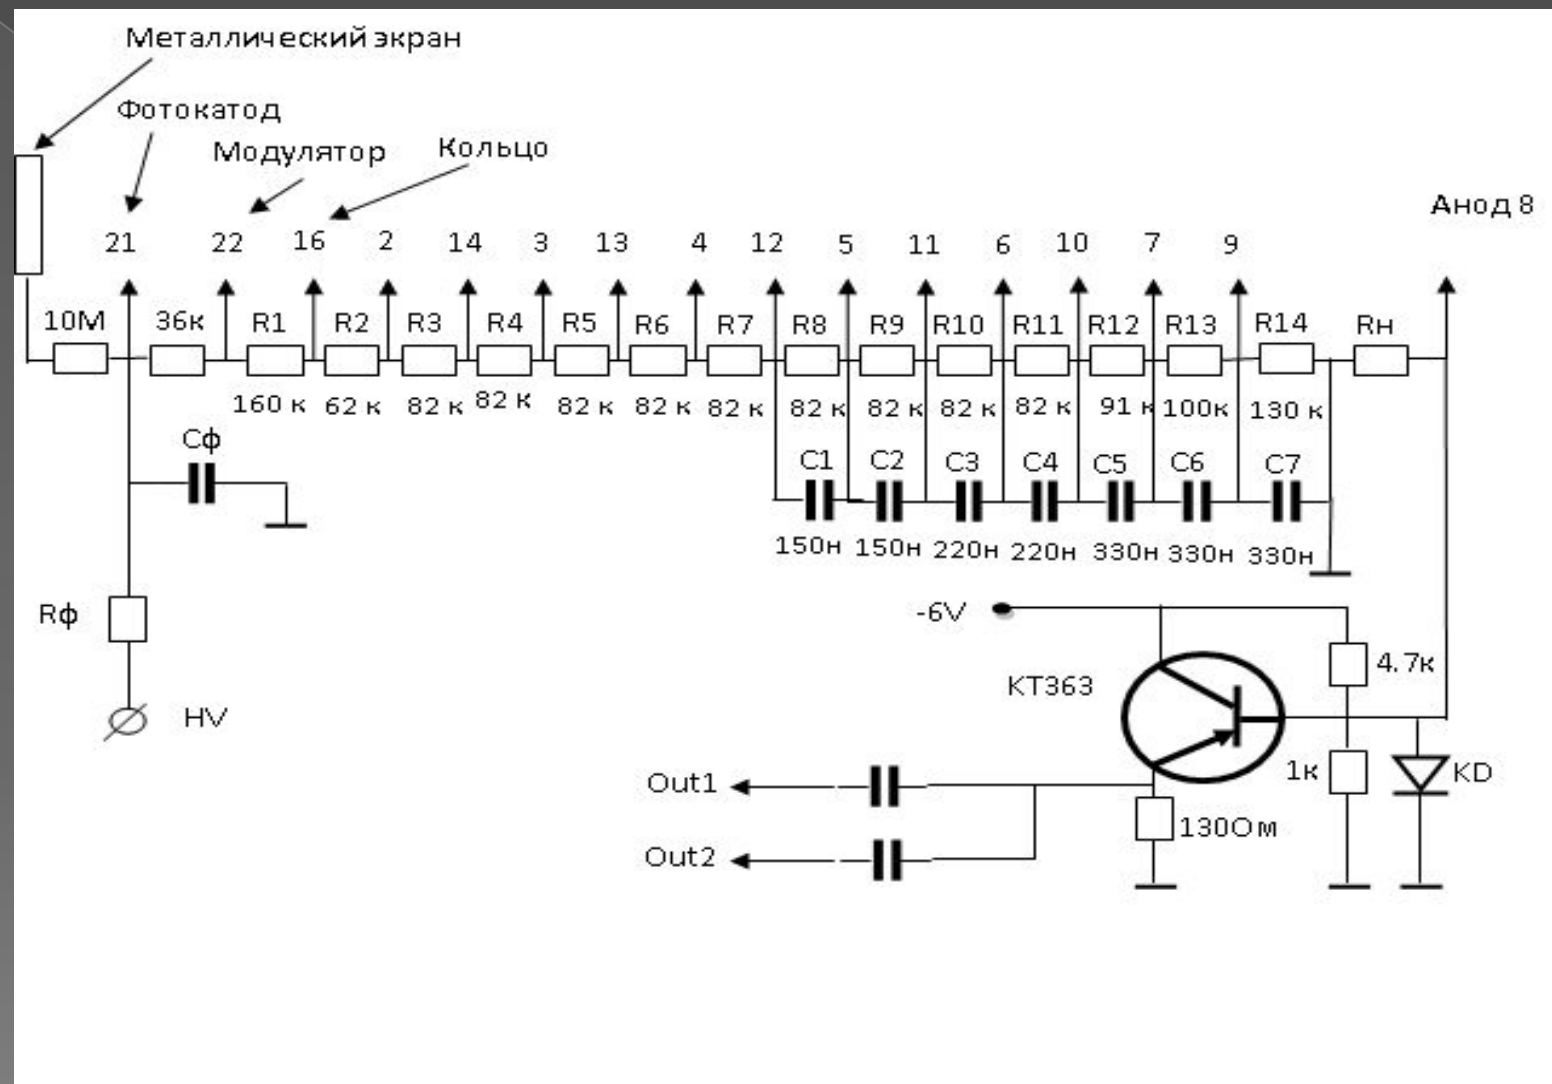 Металлический экран
Фотокатод
Модулятор
Кольцо
Анод 8
21 22 16 2 14 3 13 4 12 5 11 6 10 7 9
10М 36к R1 R2 R3 R4 R5 R6 R7 R8 R9 R10 R11 R12 R13 R14 Rн
160 к 62 к 82 к 82 к 82 к 82 к 82 к 82 к 82 к 82 к 82 к 91 к 100к 130 к
Сф
C1 C2 C3 C4 C5 C6 C7
150н 150н 220н 220н 330н 330н 330н
Rф
-6V
4.7к
КТ363
HV
Out1
1к
KD
130Ом
Out2